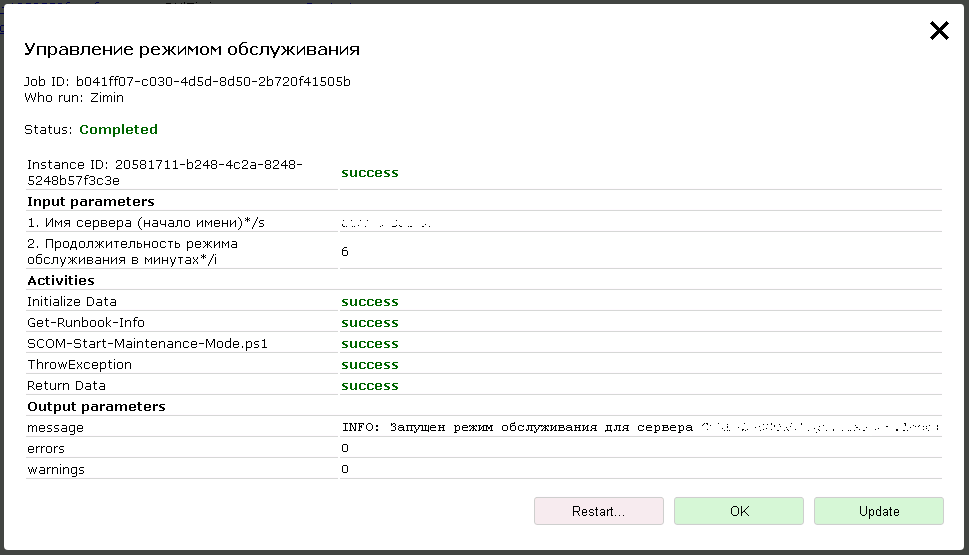 Управление режимом обслуживания
Job ID: b041ff07-c030-4d5d-8d50-2b720f41505b
Who run: Zimin
Status: Completed
Instance ID: 20581711-b248-4c2a-8248-
5248b57f3c3e
success
Input parameters
1. Имя сервера (начало имени)*/s
2. Продолжительность режима
обслуживания в минутах*/i
6
Activities
Initialize Data success
Get-Runbook-Info success
SCOM-Start-Maintenance-Mode.ps1 success
ThrowException success
Return Data success
Output parameters
message INFO: Запущен режим обслуживания для сервера
errors 0
warnings 0
Restart... OK Update